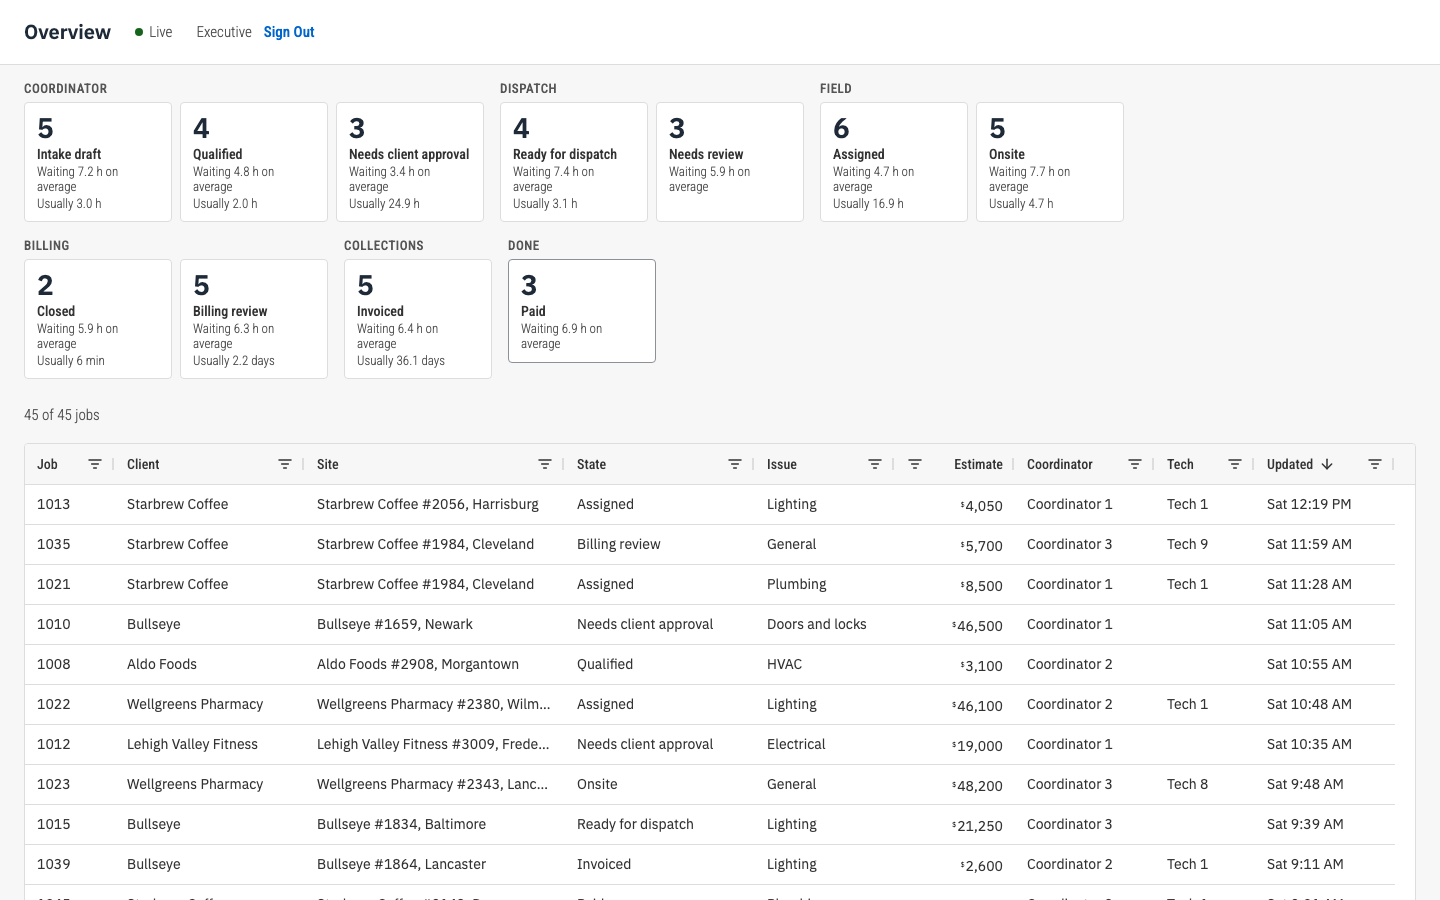 Overview
Live
Executive
Sign Out
COORDINATOR
5
Intake draft
Waiting 7.2 h on
average
Usually 3.0 h
4
Qualified
Waiting 4.8 h on
average
Usually 2.0 h
3
Needs client approval
Waiting 3.4 h on
average
Usually 24.9 h
DISPATCH
4
Ready for dispatch
Waiting 7.4 h on
average
Usually 3.1 h
3
Needs review
Waiting 5.9 h on
average
FIELD
6
Assigned
Waiting 4.7 h on
average
Usually 16.9 h
5
Onsite
Waiting 7.7 h on
average
Usually 4.7 h
BILLING
2
Closed
Waiting 5.9 h on
average
Usually 6 min
5
Billing review
Waiting 6.3 h on
average
Usually 2.2 days
COLLECTIONS
5
Invoiced
Waiting 6.4 h on
average
Usually 36.1 days
DONE
3
Paid
Waiting 6.9 h on
average
45 of 45 jobs
Job Client Site State Issue Estimate Coordinator Tech Updated
1013 Starbrew Coffee Starbrew Coffee #2056, Harrisburg Assigned Lighting $4,050 Coordinator 1 Tech 1 Sat 12:19 PM
1035 Starbrew Coffee Starbrew Coffee #1984, Cleveland Billing review General $5,700 Coordinator 3 Tech 9 Sat 11:59 AM
1021 Starbrew Coffee Starbrew Coffee #1984, Cleveland Assigned Plumbing $8,500 Coordinator 1 Tech 1 Sat 11:28 AM
1010 Bullseye Bullseye #1659, Newark Needs client approval Doors and locks $46,500 Coordinator 1 Sat 11:05 AM
1008 Aldo Foods Aldo Foods #2908, Morgantown Qualified HVAC $3,100 Coordinator 2 Sat 10:55 AM
1022 Wellgreens Pharmacy Wellgreens Pharmacy #2380, Wilm... Assigned Lighting $46,100 Coordinator 2 Tech 1 Sat 10:48 AM
1012 Lehigh Valley Fitness Lehigh Valley Fitness #3009, Frede... Needs client approval Electrical $19,000 Coordinator 1 Sat 10:35 AM
1023 Wellgreens Pharmacy Wellgreens Pharmacy #2343, Lanc... Onsite General $48,200 Coordinator 3 Tech 8 Sat 9:48 AM
1015 Bullseye Bullseye #1834, Baltimore Ready for dispatch Lighting $21,250 Coordinator 3 Sat 9:39 AM
1039 Bullseye Bullseye #1864, Lancaster Invoiced Lighting $2,600 Coordinator 2 Tech 1 Sat 9:11 AM